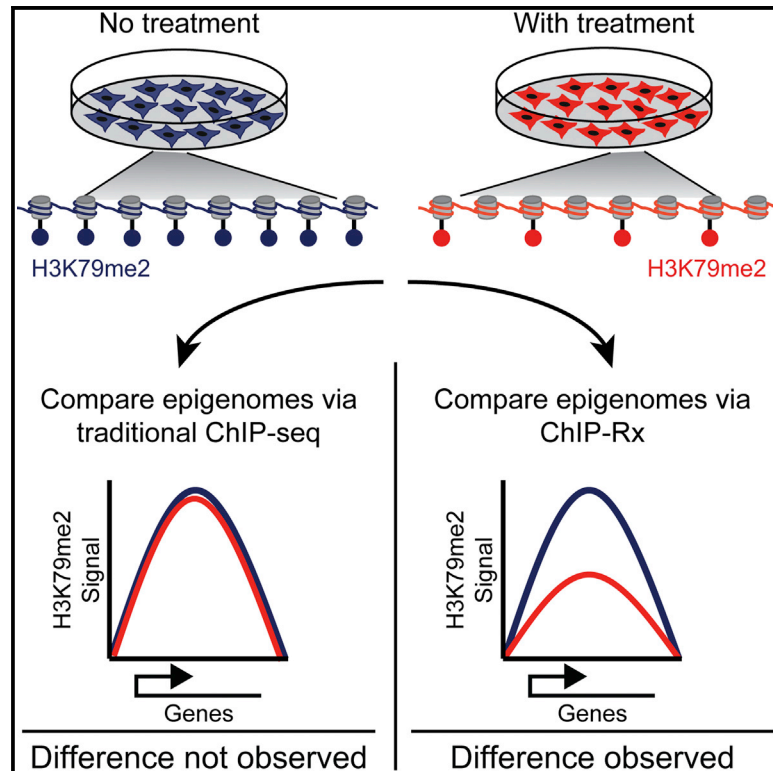 No treatment
With treatment
H3K79me2
H3K79me2
Compare epigenomes via
traditional ChIP-seq
Compare epigenomes via
ChIP-Rx
H3K79me2
Signal
Genes
H3K79me2
Signal
Genes
Difference not observed
Difference observed